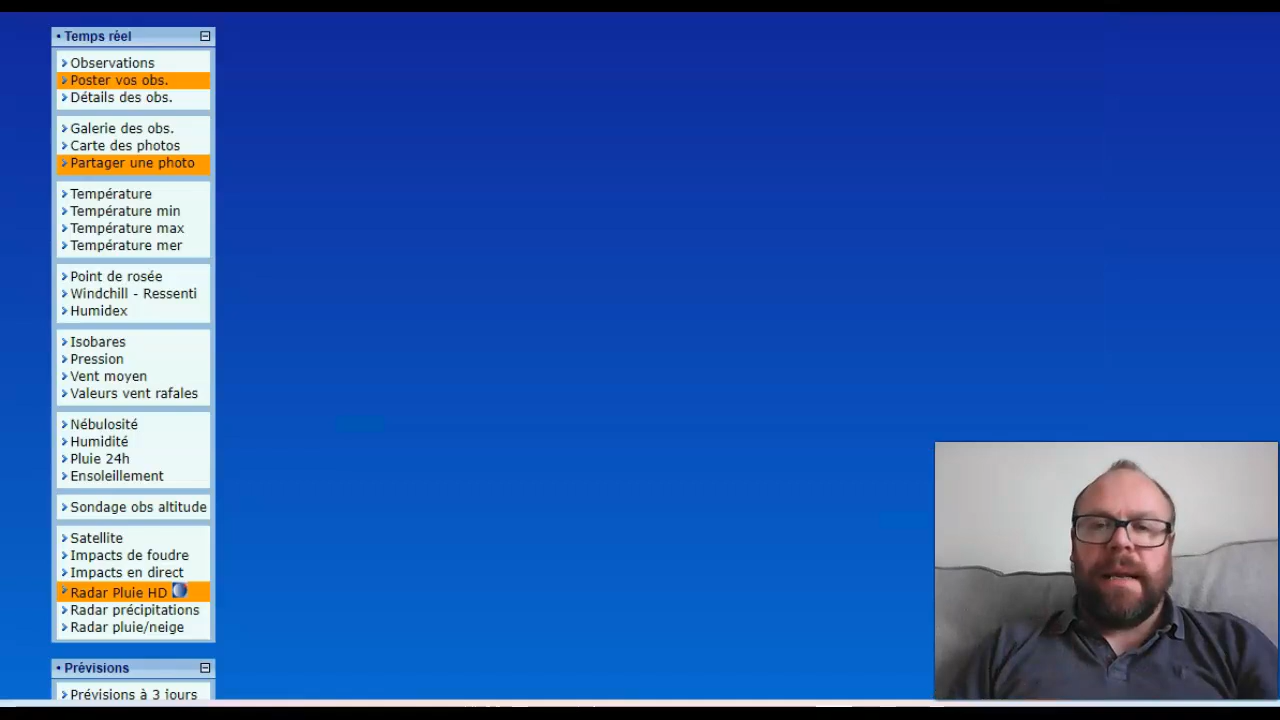 • Temps réel
Observations
Poster vos obs.
Détails des obs.
Galerie des obs.
Carte des photos
Partager une photo
Température
Température min
Température max
Température mer
Point de rosée
Windchill - Ressenti
Humidex
Isobares
Pression
Vent moyen
Valeurs vent rafales
Nébulosité
Humidité
Pluie 24h
Ensoleillement
Sondage obs altitude
Satellite
Impacts de foudre
Impacts en direct
Radar Pluie HD
Radar précipitations
Radar pluie/neige
• Prévisions
Prévisions à 3 jours